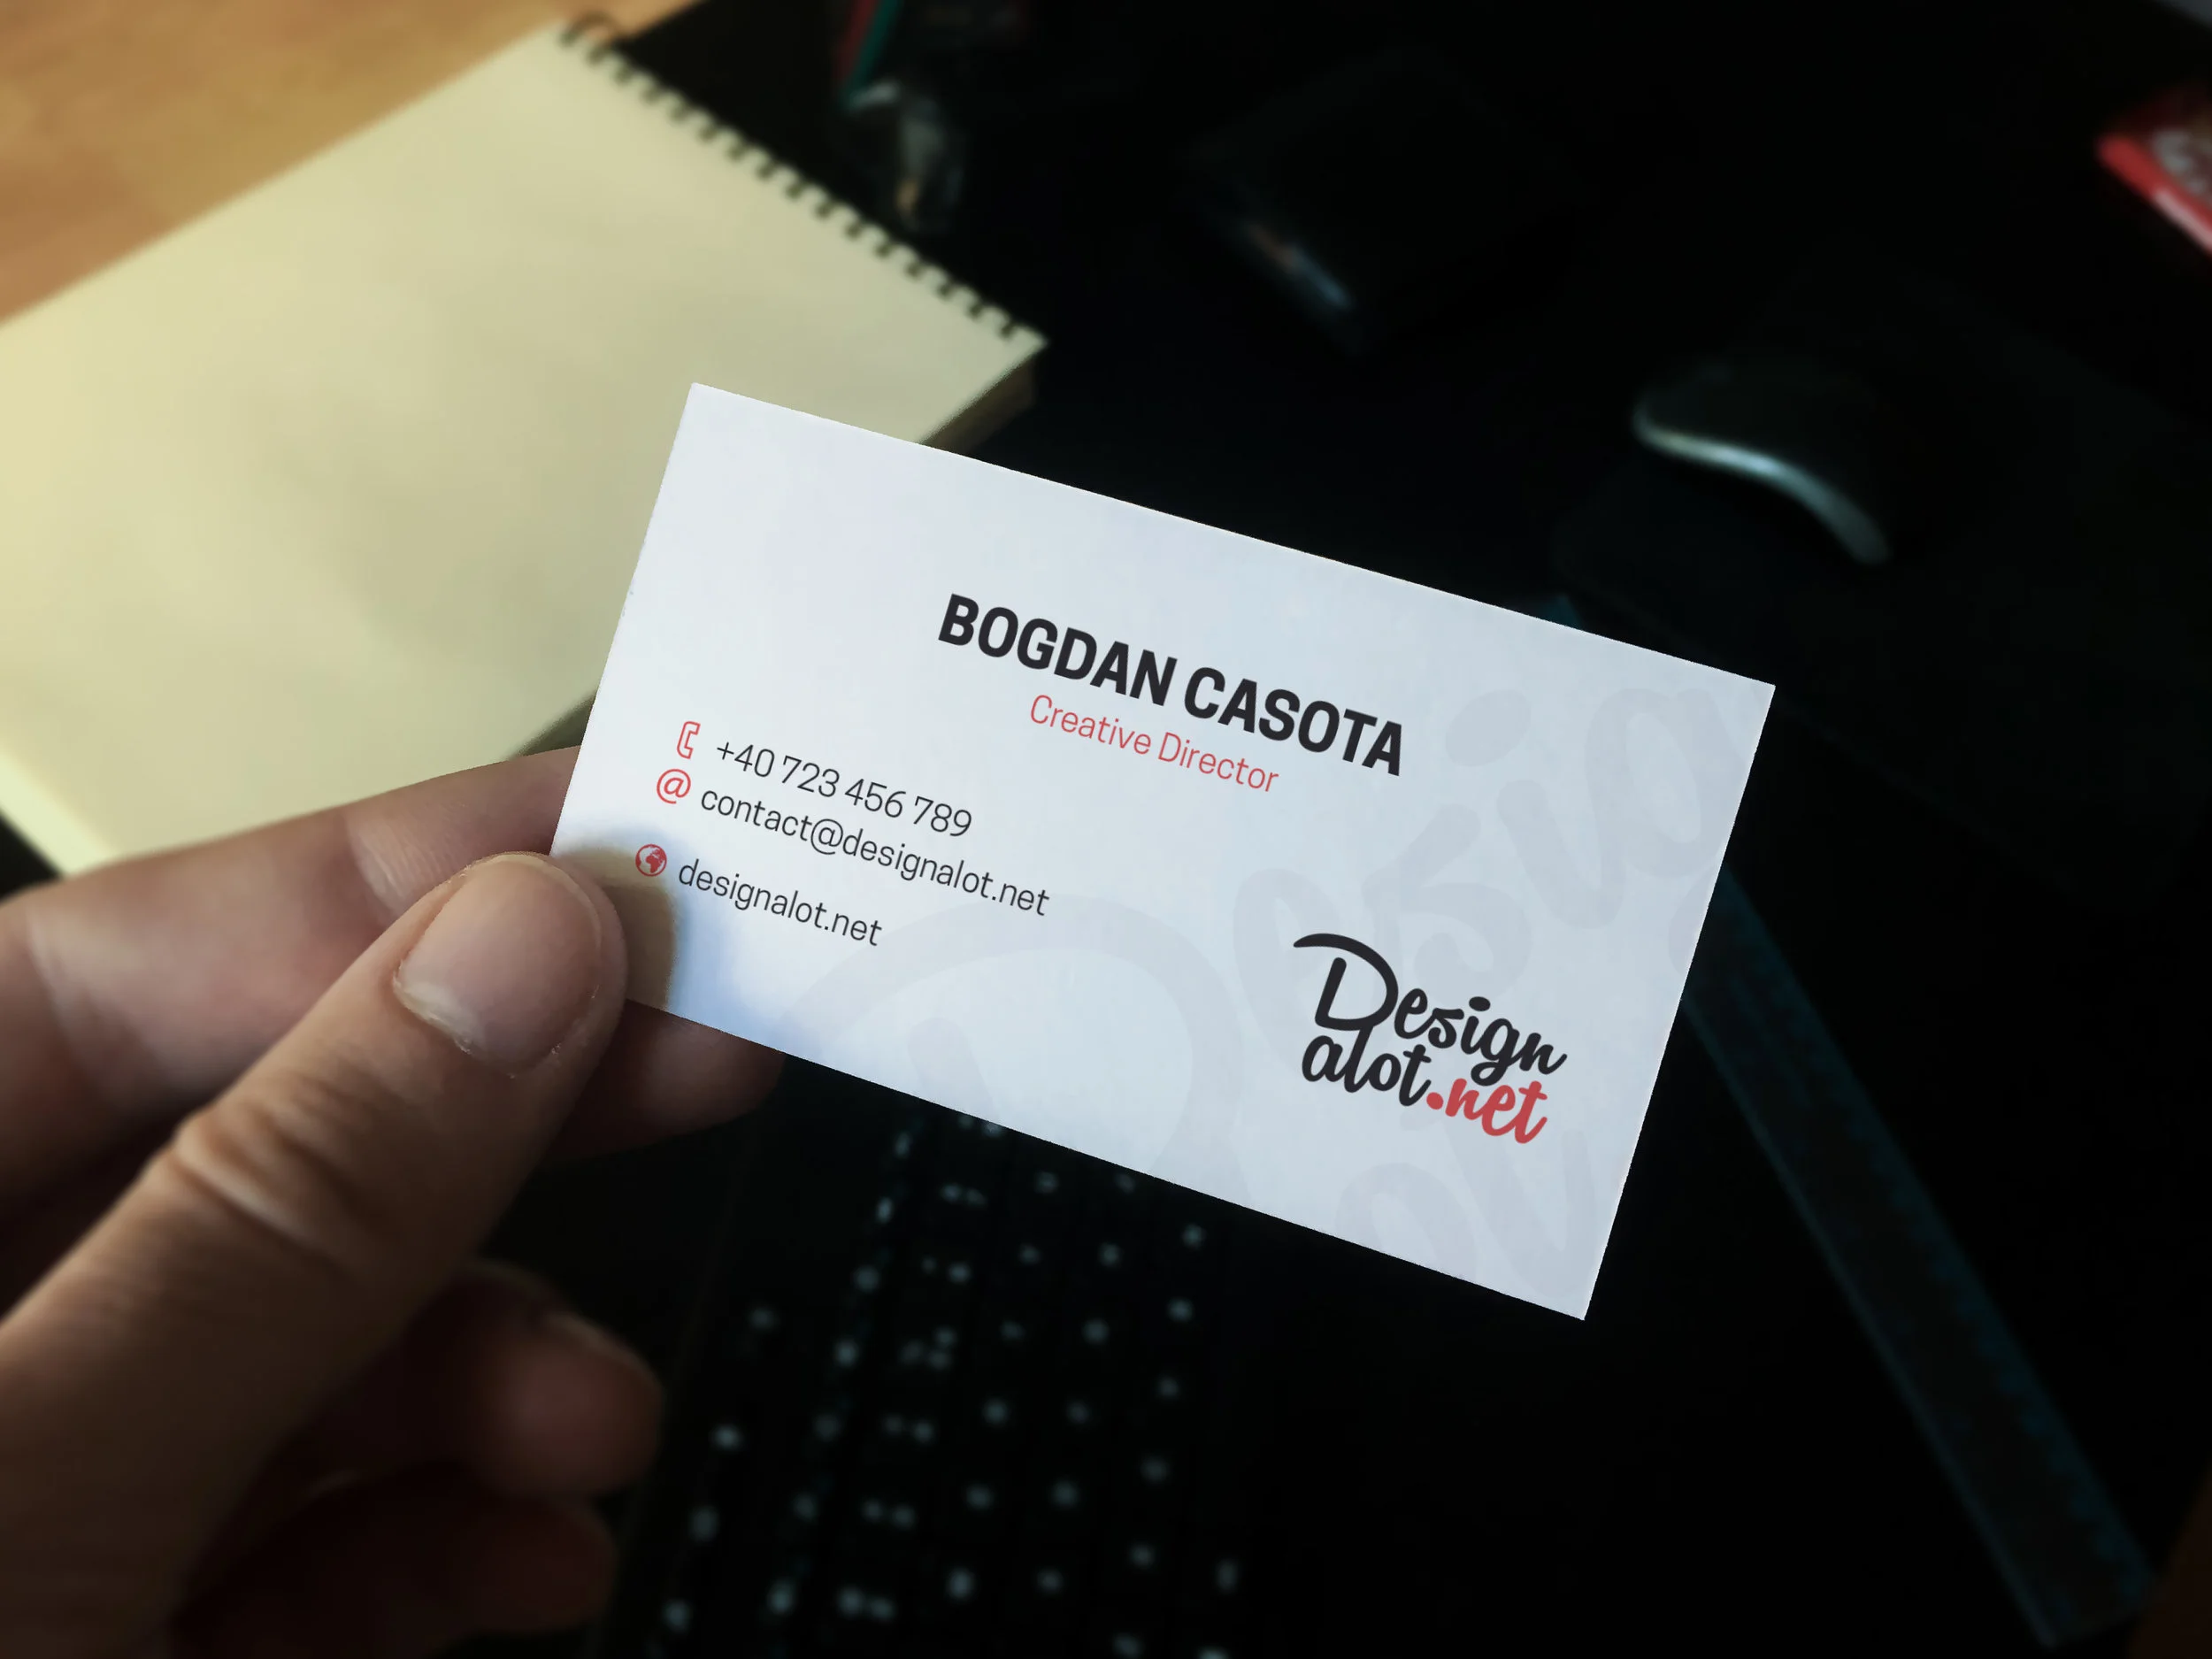 BOGDAN CASOTA
Creative Director
+40 723 456 789
@ contact@designalot.net
designalot.net
Design
alot.net